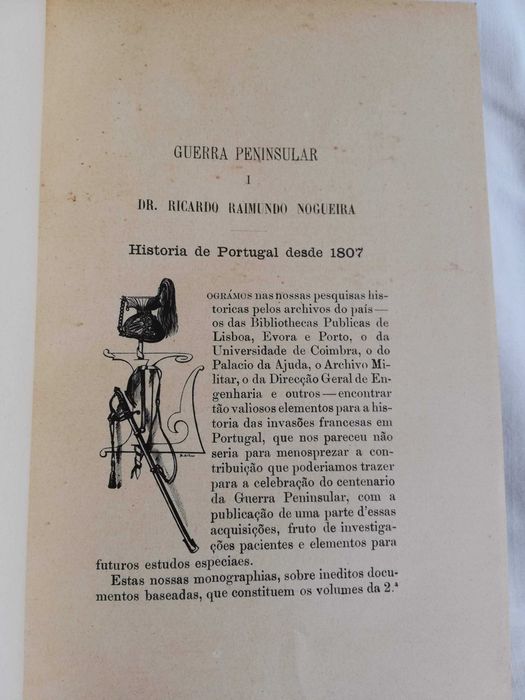 GUERRA PENINSULAR
I
DR. RICARDO RAIMUNDO NOGUEIRA
Historia de Portugal desde 1807
LOGRÁMOS nas nossas pesquisas his-
toricas pelos archivos do país—
os das Bibliothecas Publicas de
Lisboa, Evora e Porto, o da
Universidade de Coimbra, o do
Palacio da Ajuda, o Archivo Mi-
litar, o da Direcção Geral de En-
genharia e outros—encontrar
tão valiosos elementos para a his-
toria das invasões francesas em
Portugal, que nos pareceu não
seria para menosprezar a con-
tribuição que poderiamos trazer
para a celebração do centenario
da Guerra Peninsular, com a
publicação de uma parte d'essas
acquisições, fruto de investiga-
ções pacientes e elementos para
futuros estudos especiaes.
Estas nossas monographias, sobre ineditos docu-
mentos baseadas, que constituem os volumes da 2.ª